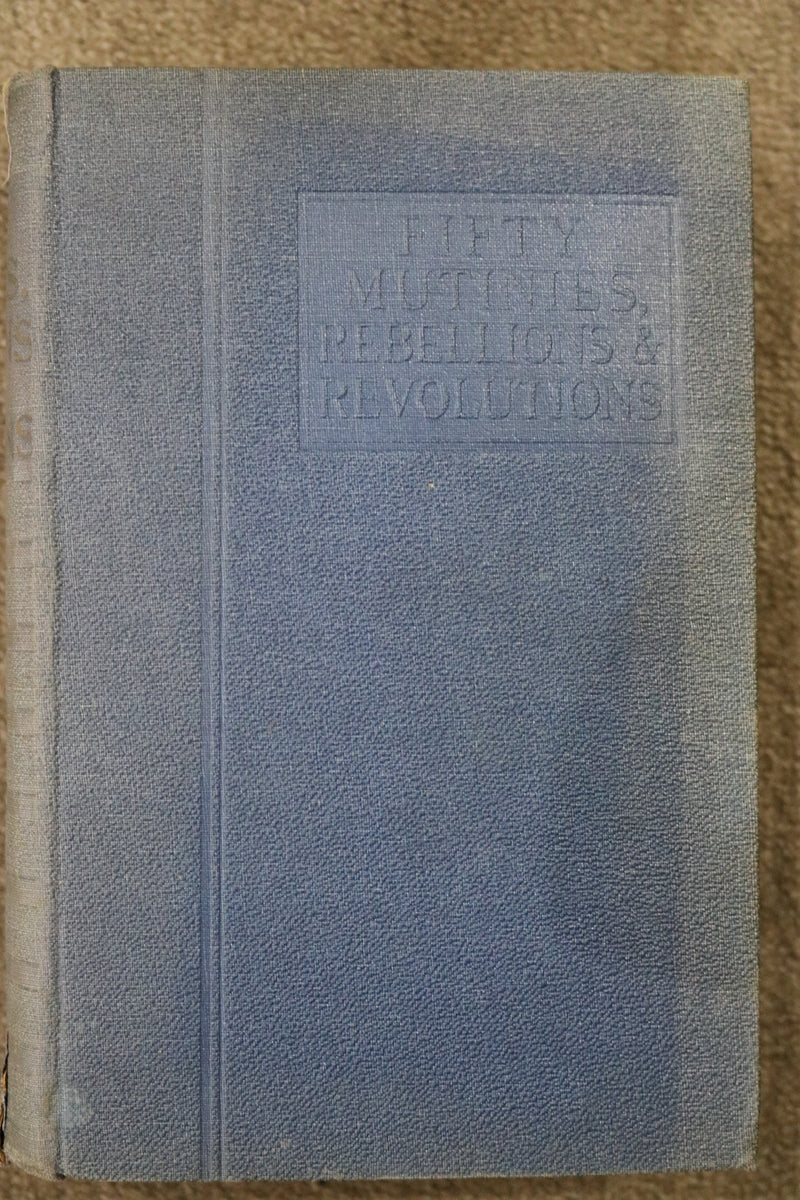 FIFTY
MUTINIES,
REBELLIONS &
REVOLUTIONS